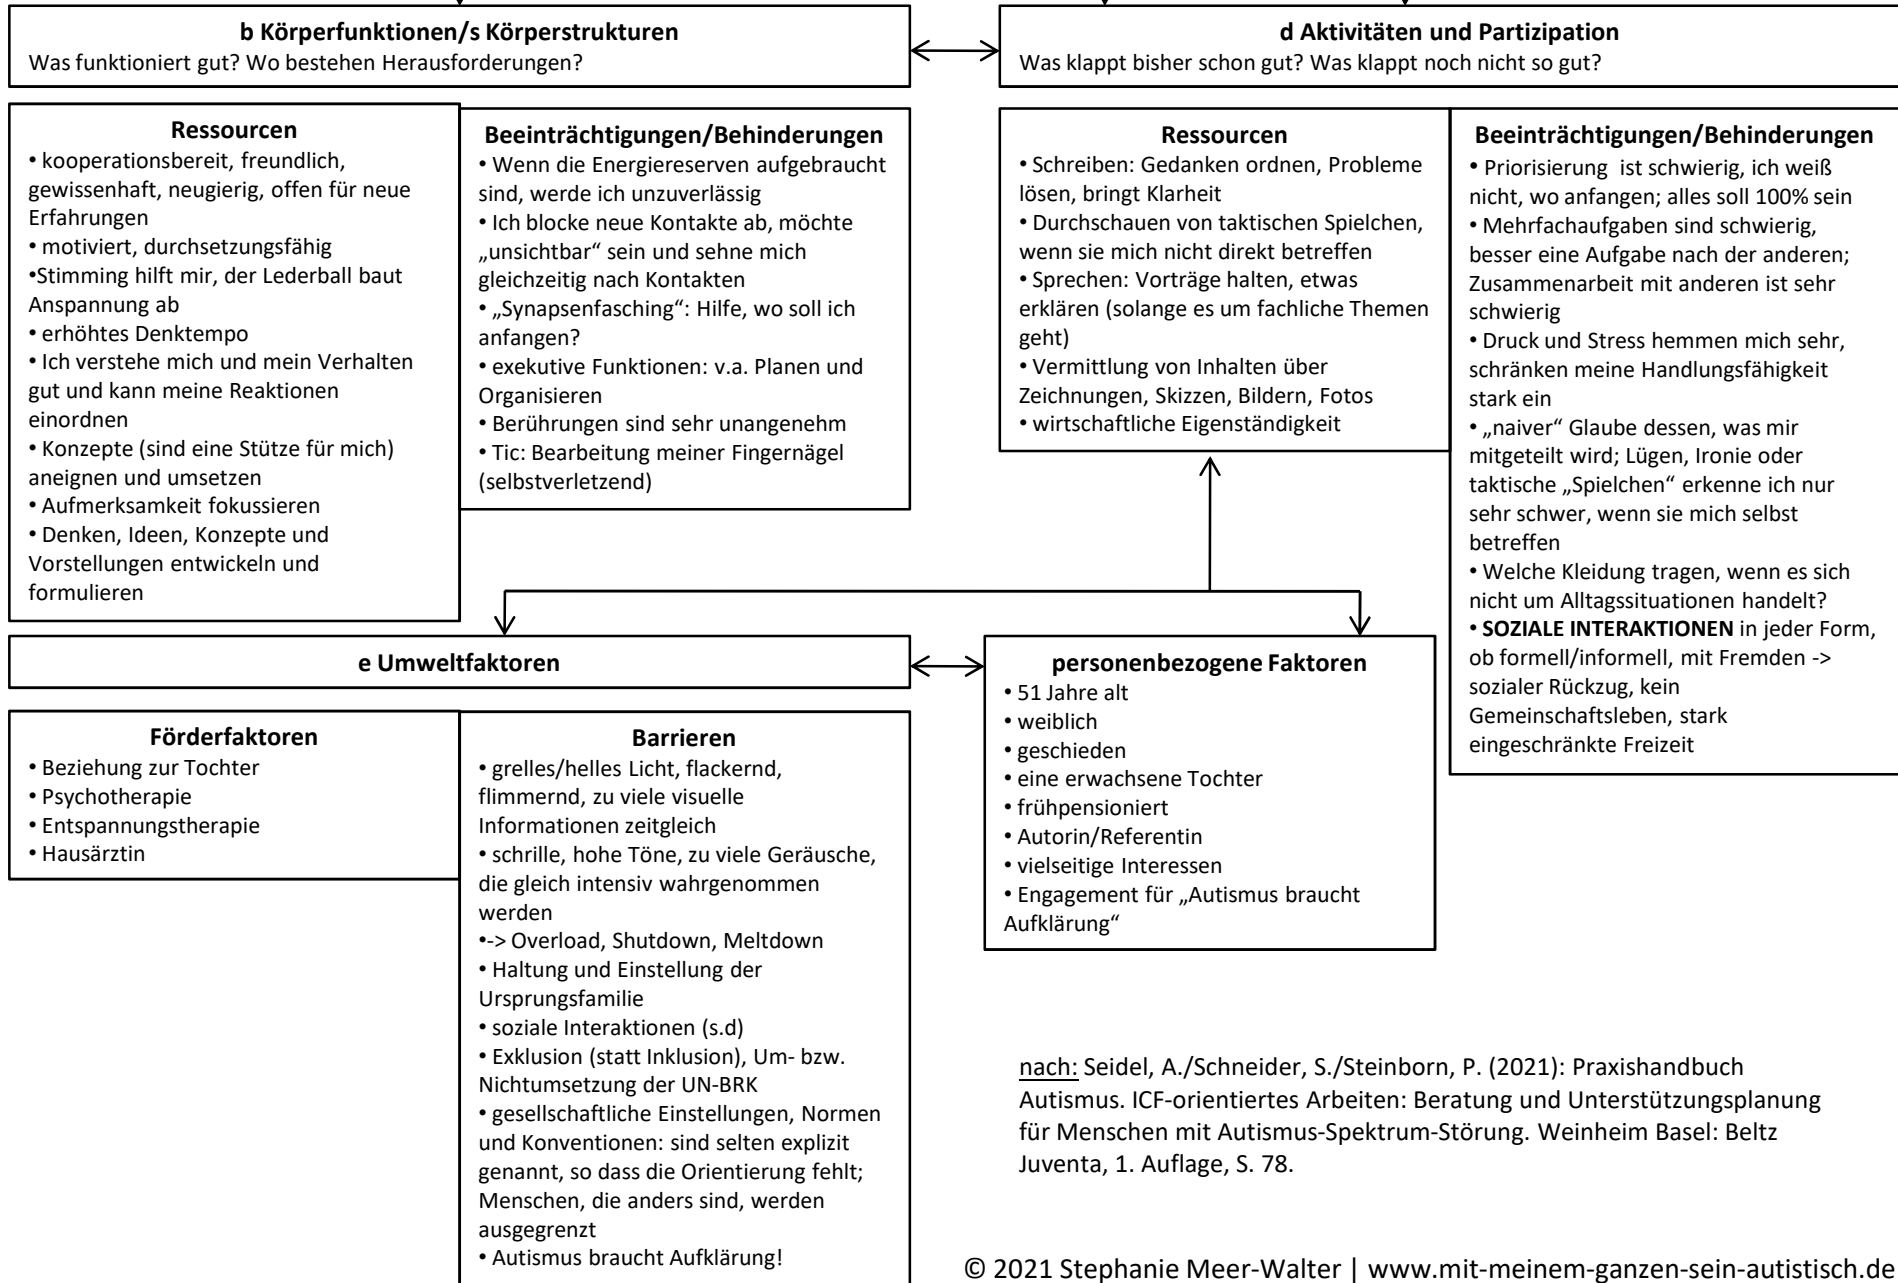 b Körperfunktionen/s Körperstrukturen
Was funktioniert gut? Wo bestehen Herausforderungen?
d Aktivitäten und Partizipation
Was klappt bisher schon gut? Was klappt noch nicht so gut?
Ressourcen
• kooperationsbereit, freundlich,
gewissenhaft, neugierig, offen für neue
Erfahrungen
• motiviert, durchsetzungsfähig
•Stimming hilft mir, der Lederball baut
Anspannung ab
• erhöhtes Denktempo
• Ich verstehe mich und mein Verhalten
gut und kann meine Reaktionen
einordnen
• Konzepte (sind eine Stütze für mich)
aneignen und umsetzen
• Aufmerksamkeit fokussieren
• Denken, Ideen, Konzepte und
Vorstellungen entwickeln und
formulieren
Beeinträchtigungen/Behinderungen
• Wenn die Energiereserven aufgebraucht
sind, werde ich unzuverlässig
• Ich blocke neue Kontakte ab, möchte
„unsichtbar“ sein und sehne mich
gleichzeitig nach Kontakten
• „Synapsenfasching“: Hilfe, wo soll ich
anfangen?
• exekutive Funktionen: v.a. Planen und
Organisieren
• Berührungen sind sehr unangenehm
• Tic: Bearbeitung meiner Fingernägel
(selbstverletzend)
Ressourcen
• Schreiben: Gedanken ordnen, Probleme
lösen, bringt Klarheit
• Durchschauen von taktischen Spielchen,
wenn sie mich nicht direkt betreffen
• Sprechen: Vorträge halten, etwas
erklären (solange es um fachliche Themen
geht)
• Vermittlung von Inhalten über
Zeichnungen, Skizzen, Bildern, Fotos
• wirtschaftliche Eigenständigkeit
Beeinträchtigungen/Behinderungen
• Priorisierung ist schwierig, ich weiß
nicht, wo anfangen; alles soll 100% sein
• Mehrfachaufgaben sind schwierig,
besser eine Aufgabe nach der anderen;
Zusammenarbeit mit anderen ist sehr
schwierig
• Druck und Stress hemmen mich sehr,
schränken meine Handlungsfähigkeit
stark ein
• „naiver“ Glaube dessen, was mir
mitgeteilt wird; Lügen, Ironie oder
taktische „Spielchen“ erkenne ich nur
sehr schwer, wenn sie mich selbst
betreffen
• Welche Kleidung tragen, wenn es sich
nicht um Alltagssituationen handelt?
• SOZIALE INTERAKTIONEN in jeder Form,
ob formell/informell, mit Fremden ->
sozialer Rückzug, kein
Gemeinschaftsleben, stark
eingeschränkte Freizeit
e Umweltfaktoren
Förderfaktoren
• Beziehung zur Tochter
• Psychotherapie
• Entspannungstherapie
• Hausärztin
Barrieren
• grelles/helles Licht, flackernd,
flimmernd, zu viele visuelle
Informationen zeitgleich
• schrille, hohe Töne, zu viele Geräusche,
die gleich intensiv wahrgenommen
werden
•-> Overload, Shutdown, Meltdown
• Haltung und Einstellung der
Ursprungsfamilie
• soziale Interaktionen (s.d)
• Exklusion (statt Inklusion), Um- bzw.
Nichtumsetzung der UN-BRK
• gesellschaftliche Einstellungen, Normen
und Konventionen: sind selten explizit
genannt, so dass die Orientierung fehlt;
Menschen, die anders sind, werden
ausgegrenzt
• Autismus braucht Aufklärung!
personenbezogene Faktoren
• 51 Jahre alt
• weiblich
• geschieden
• eine erwachsene Tochter
• frühpensioniert
• Autorin/Referentin
• vielseitige Interessen
• Engagement für „Autismus braucht
Aufklärung“
nach: Seidel, A./Schneider, S./Steinborn, P. (2021): Praxishandbuch
Autismus. ICF-orientiertes Arbeiten: Beratung und Unterstützungsplanung
für Menschen mit Autismus-Spektrum-Störung. Weinheim Basel: Beltz
Juventa, 1. Auflage, S. 78.
© 2021 Stephanie Meer-Walter | www.mit-meinem-ganzen-sein-autistisch.de